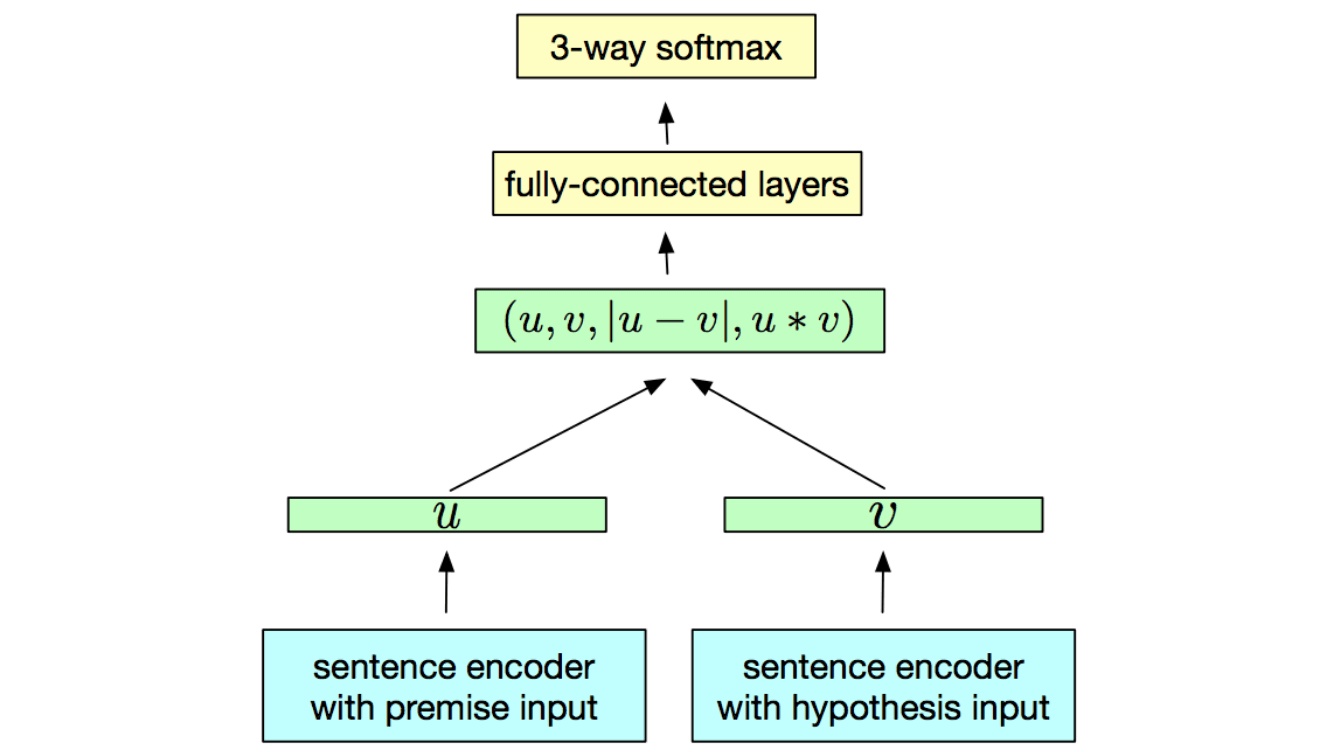 3-way softmax
fully-connected layers
(u, v, |u − v|, u ∗ v)
u
v
sentence encoder
with premise input
sentence encoder
with hypothesis input